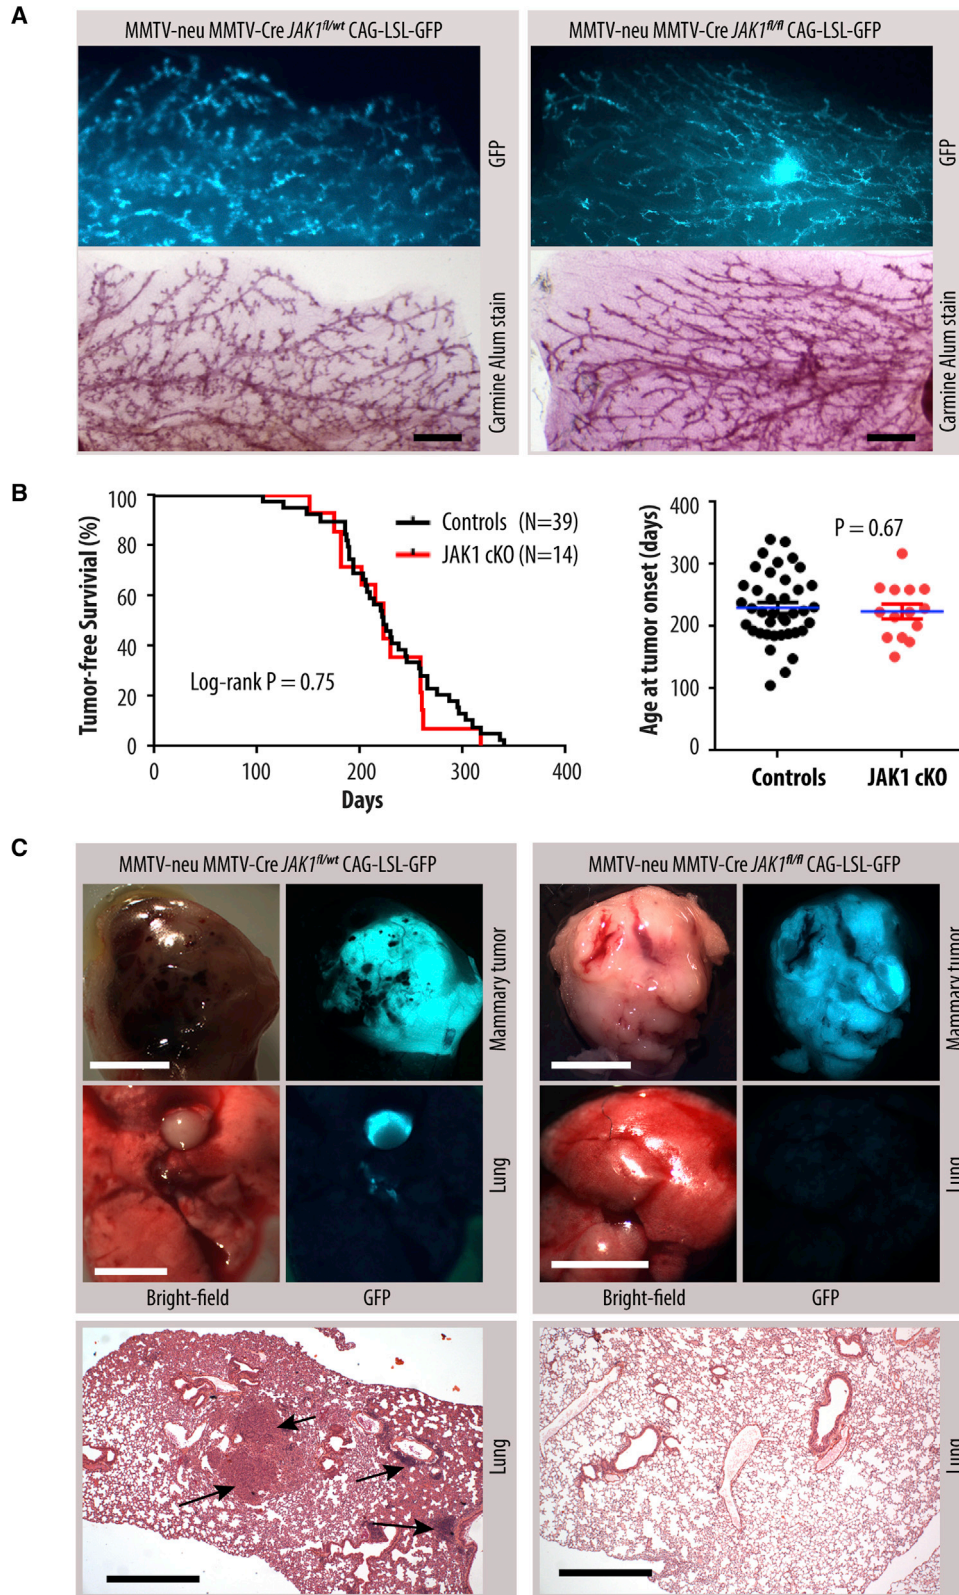 A
MMTV-neu MMTV-Cre JAK1fl/wt CAG-LSL-GFP
MMTV-neu MMTV-Cre JAK1fl/fl CAG-LSL-GFP
GFP
GFP
Carmine Alum stain
Carmine Alum stain
B
Tumor-free Survivial (%)
100
80
60
40
20
0
0
100
200
300
400
Days
Controls (N=39)
JAK1 cKO (N=14)
Log-rank P = 0.75
Age at tumor onset (days)
400
300
200
100
0
P = 0.67
Controls
JAK1 cKO
C
MMTV-neu MMTV-Cre JAK1fl/wt CAG-LSL-GFP
MMTV-neu MMTV-Cre JAK1fl/fl CAG-LSL-GFP
Mammary tumor
Mammary tumor
Lung
Lung
Bright-field
GFP
Bright-field
GFP
Lung
Lung